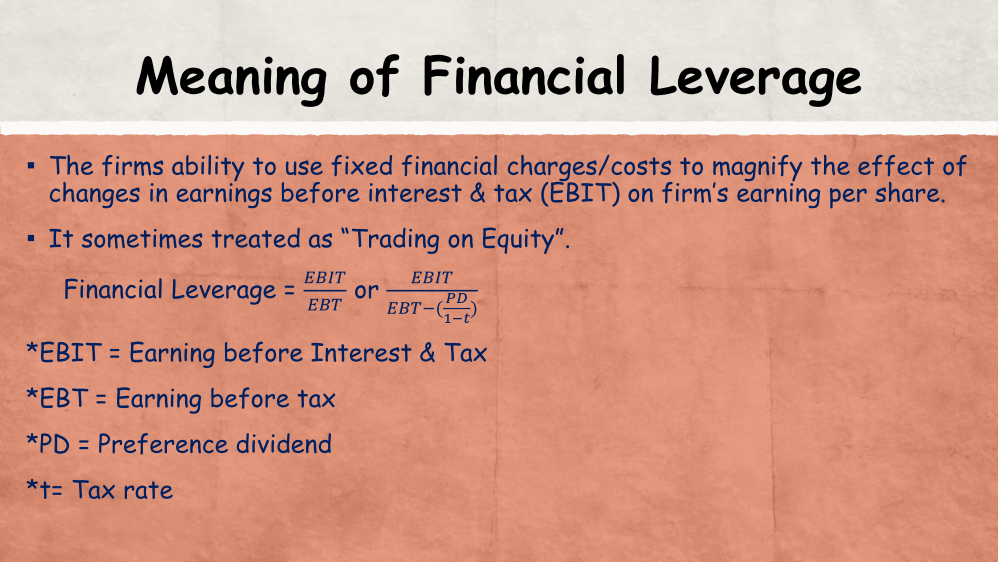 Meaning of Financial Leverage
▪ The firms ability to use fixed financial charges/costs to magnify the effect of
changes in earnings before interest & tax (EBIT) on firm's earning per share.
▪ It sometimes treated as “Trading on Equity”.
Financial Leverage = \frac{EBIT}{EBT} or \frac{EBIT}{EBT-(\frac{PD}{1-t})}
*EBIT = Earning before Interest & Tax
*EBT = Earning before tax
*PD = Preference dividend
*t= Tax rate